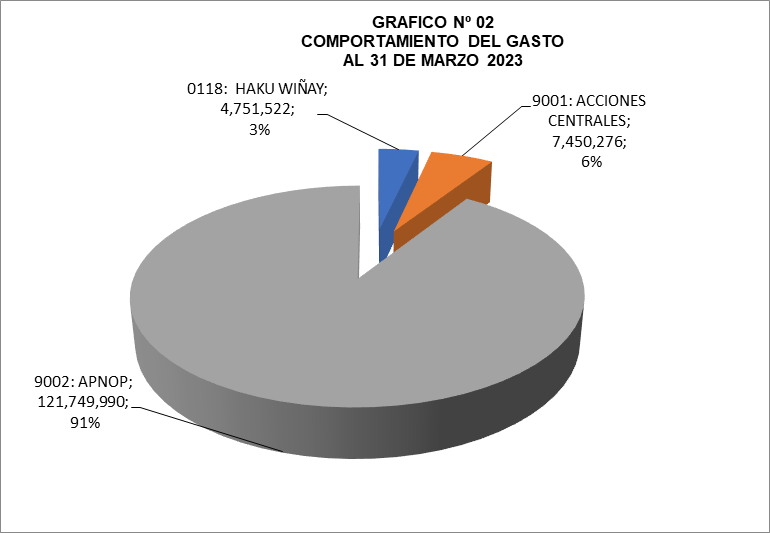 GRAFICO Nº 02
COMPORTAMIENTO DEL GASTO
AL 31 DE MARZO 2023
0118: HAKU WIÑAY;
4,751,522;
3%
9001: ACCIONES
CENTRALES;
7,450,276;
6%
9002: APNOP;
121,749,990;
91%